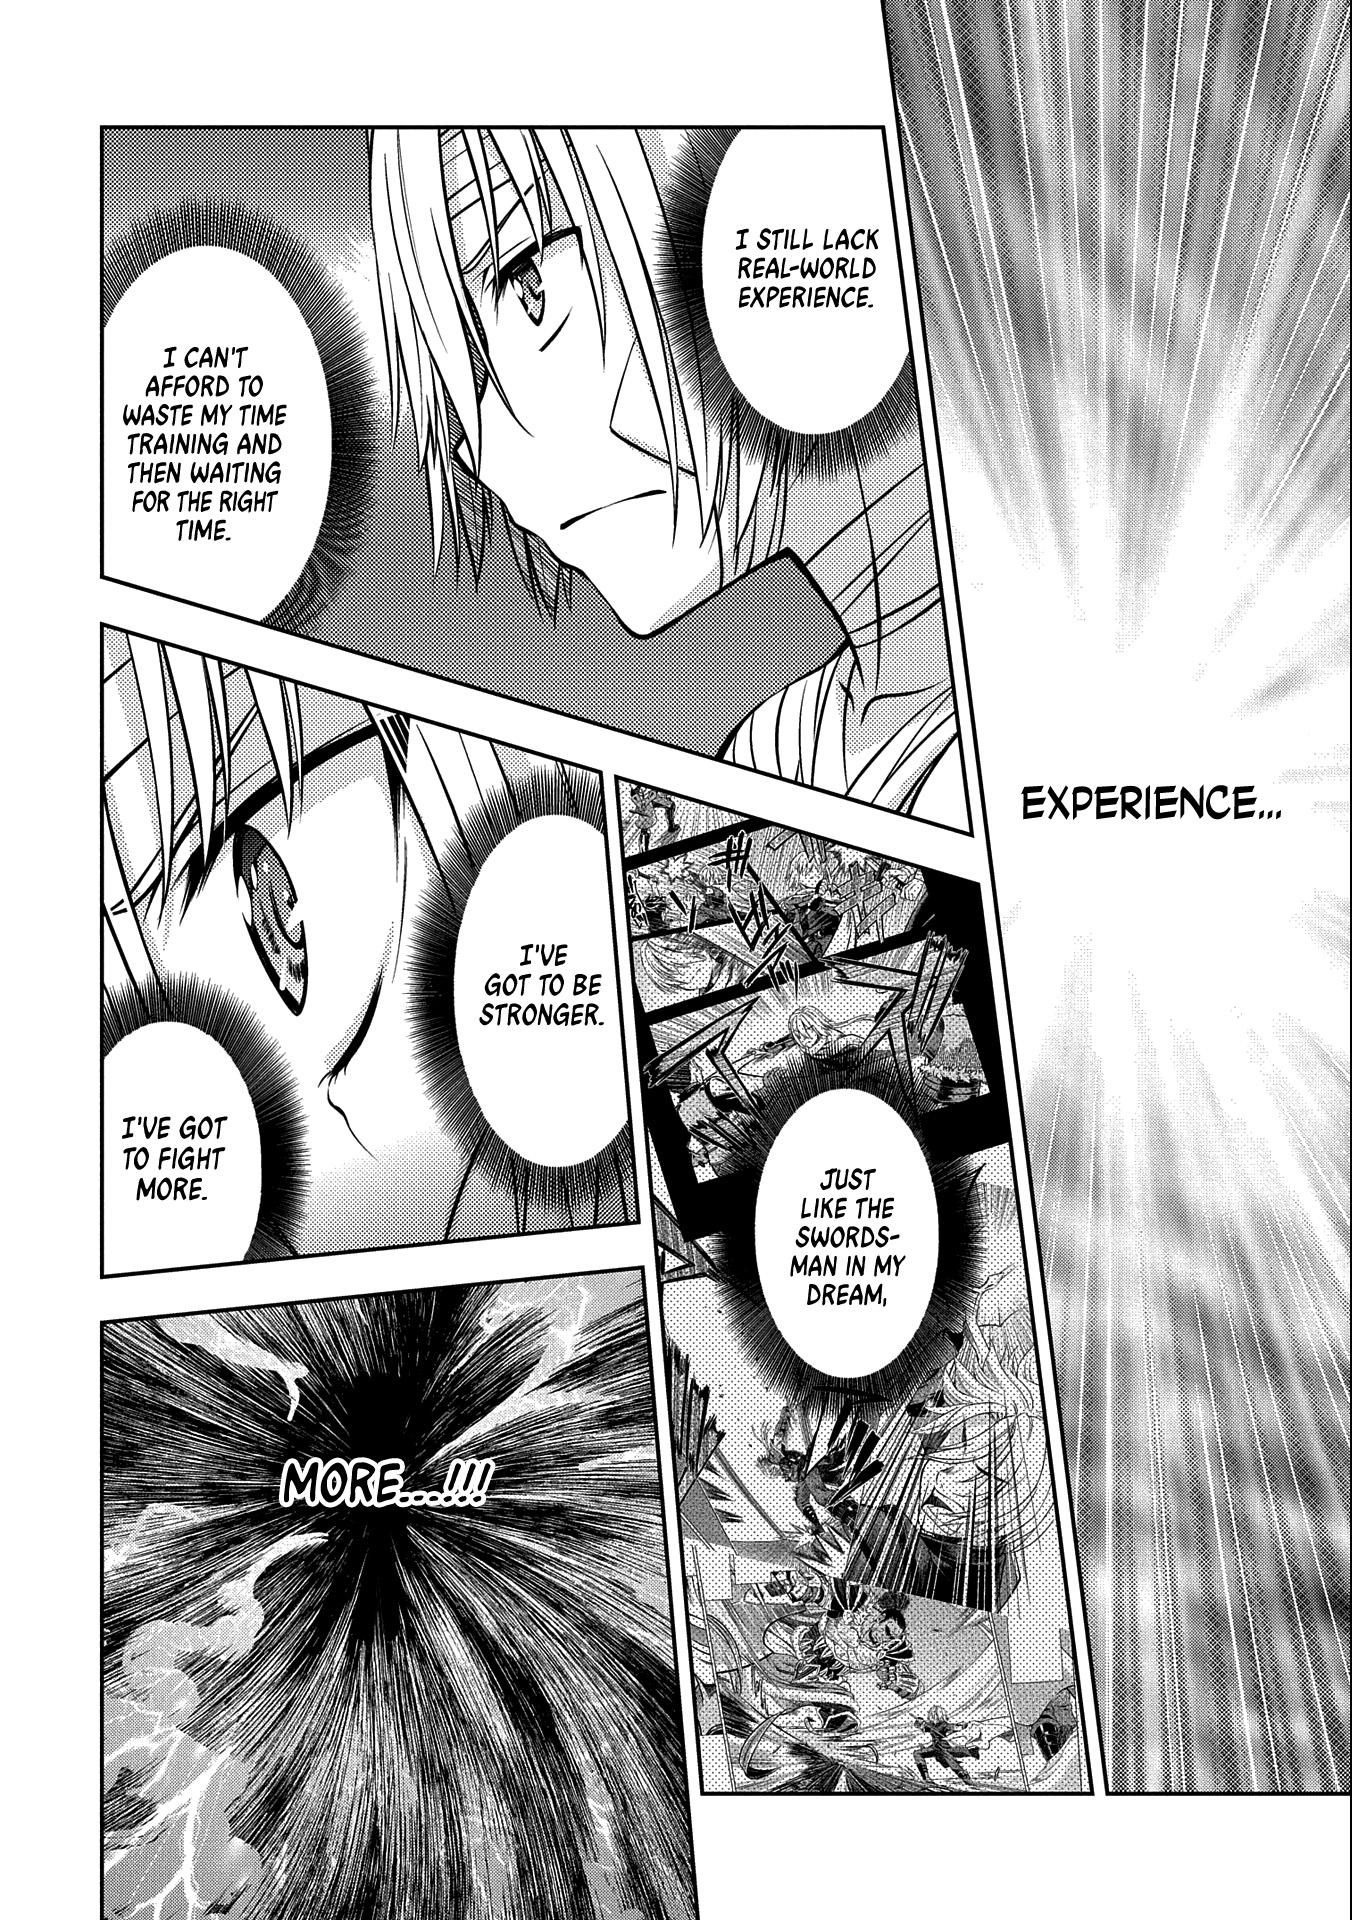 EXPERIENCE...
I STILL LACK
REAL-WORLD
EXPERIENCE.
I CAN'T
AFFORD TO
WASTE MY TIME
TRAINING AND
THEN WAITING
FOR THE RIGHT
TIME.
JUST
LIKE THE
SWORDS-
MAN IN MY
DREAM,
I'VE
GOT TO BE
STRONGER.
I'VE GOT
TO FIGHT
MORE.
MORE...!!!